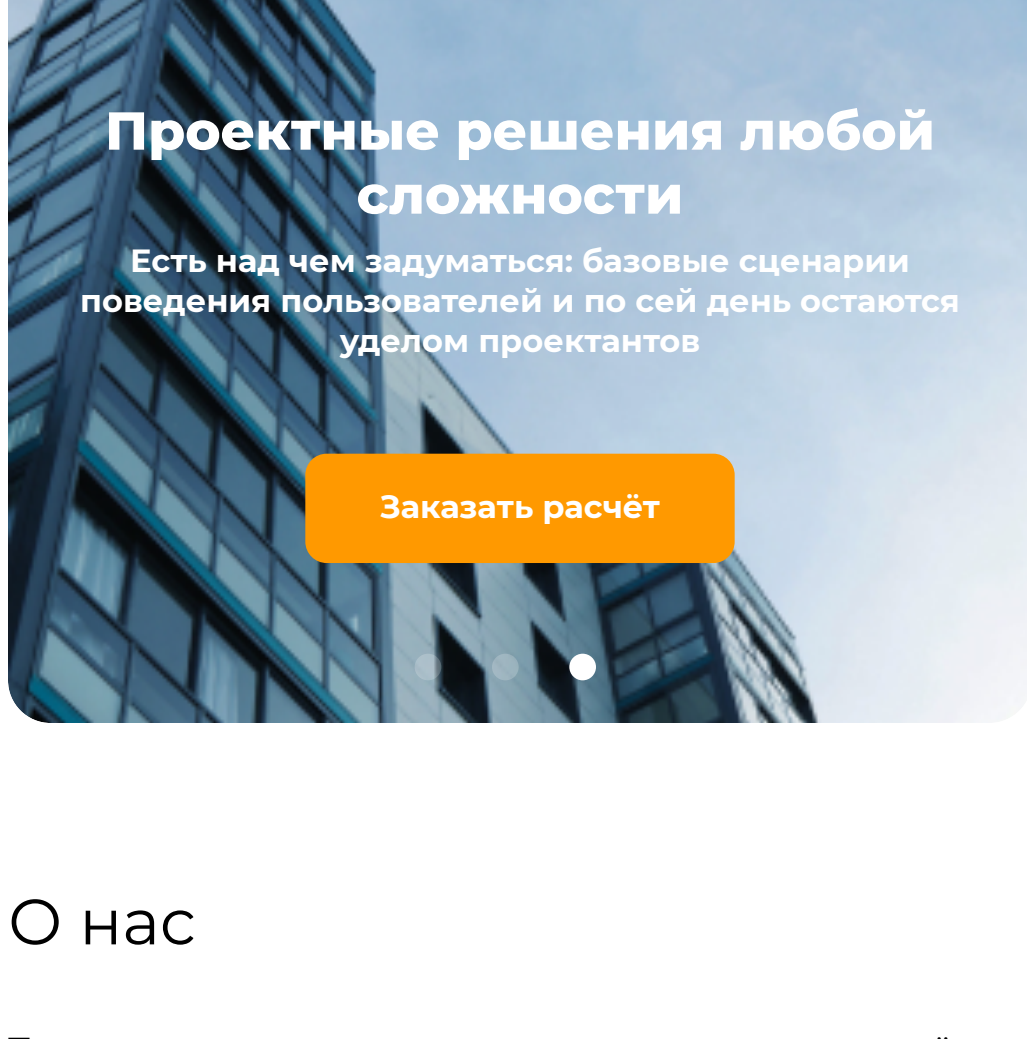 Проектные решения любой
сложности
Есть над чем задуматься: базовые сценарии
поведения пользователей и по сей день остаются
уделом проектантов
Заказать расчёт
О нас